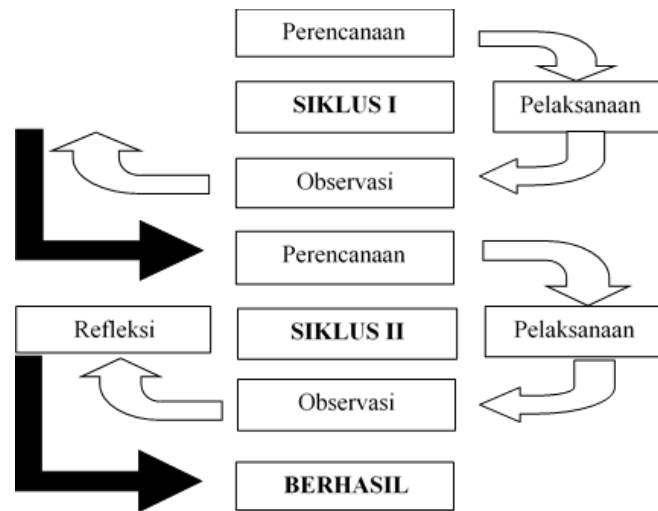 Perencanaan
SIKLUS I
Pelaksanaan
Observasi
Perencanaan
Refleksi
SIKLUS II
Pelaksanaan
Observasi
BERHASIL